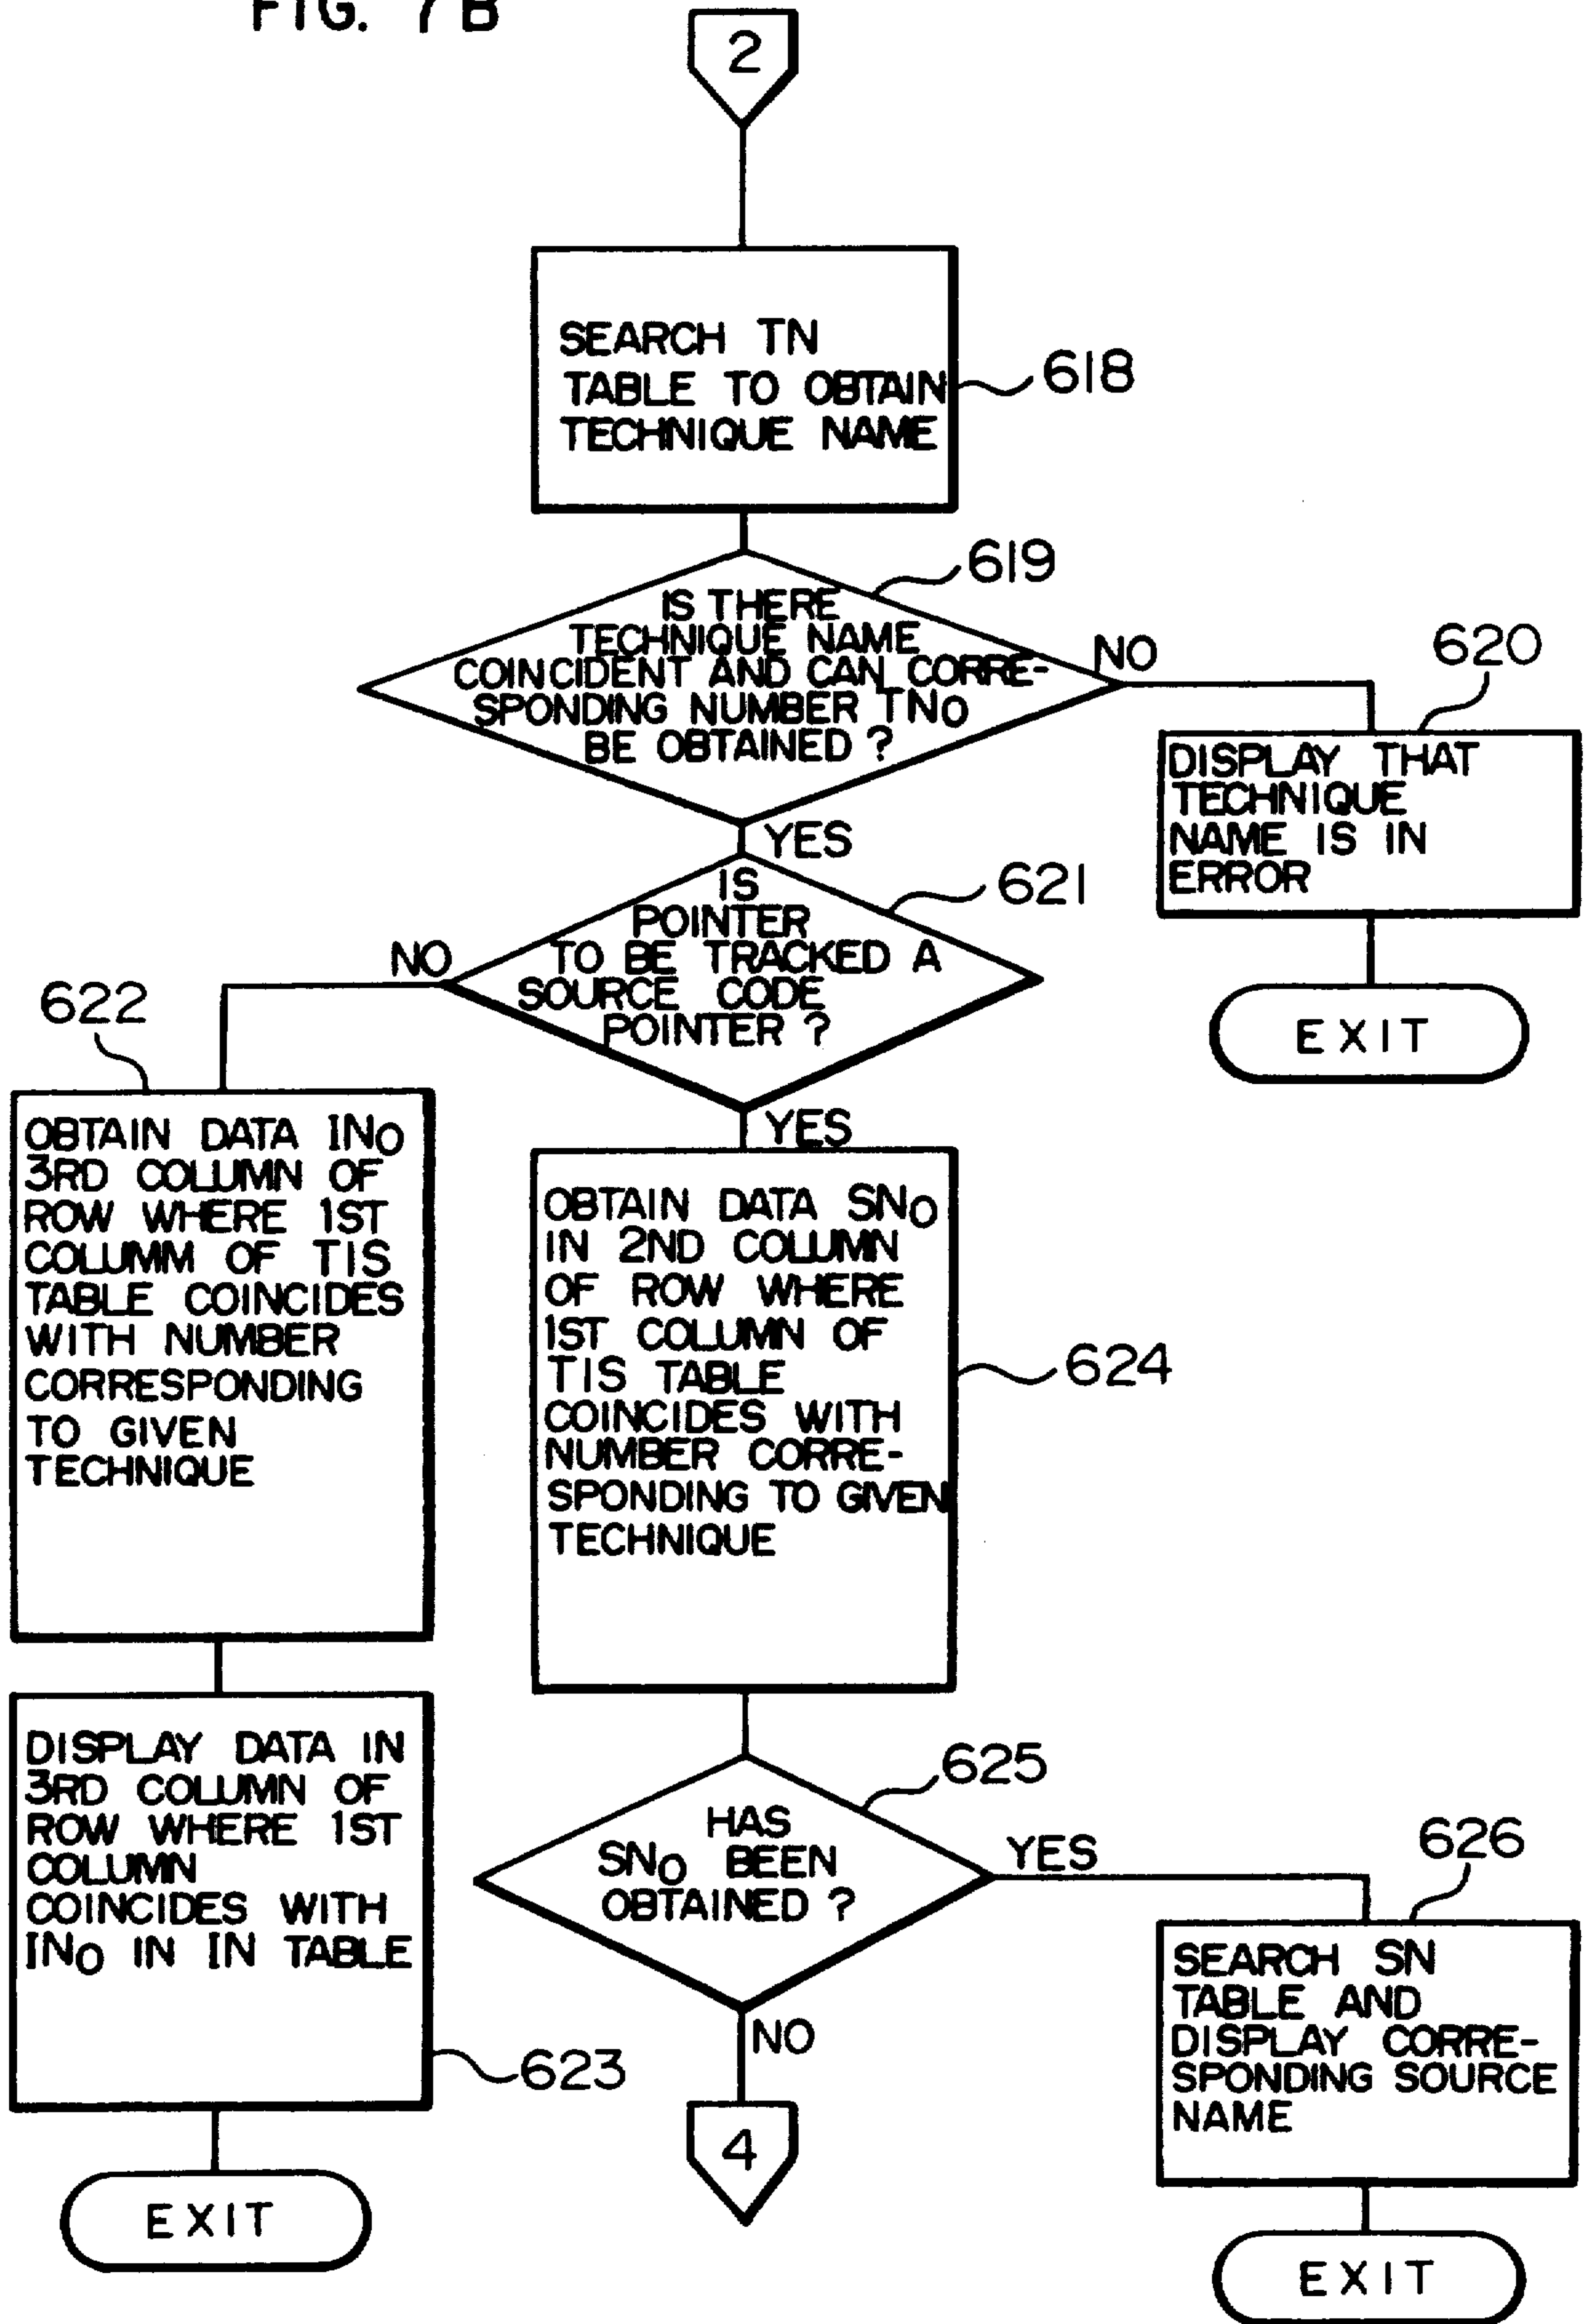 FIG. 7B
2
SEARCH TN
TABLE TO OBTAIN
TECHNIQUE NAME
618
619
IS THERE
TECHNIQUE NAME
COINCIDENT AND CAN CORRE-
SPONDING NUMBER TNO
BE OBTAINED ?
NO
620
DISPLAY THAT
TECHNIQUE
NAME IS IN
ERROR
EXIT
YES
621
IS
POINTER
TO BE TRACKED A
SOURCE CODE
POINTER ?
NO
622
OBTAIN DATA INO
3RD COLUMN OF
ROW WHERE 1ST
COLUMM OF TIS
TABLE COINCIDES
WITH NUMBER
CORRESPONDING
TO GIVEN
TECHNIQUE
YES
OBTAIN DATA SNO
IN 2ND COLUMN
OF ROW WHERE
1ST COLUMN OF
TIS TABLE
COINCIDES WITH
NUMBER CORRE-
SPONDING TO GIVEN
TECHNIQUE
624
DISPLAY DATA IN
3RD COLUMN OF
ROW WHERE 1ST
COLUMN
COINCIDES WITH
INO IN IN TABLE
623
EXIT
625
HAS
SNO BEEN
OBTAINED ?
YES
626
SEARCH SN
TABLE AND
DISPLAY CORRE-
SPONDING SOURCE
NAME
EXIT
NO
4